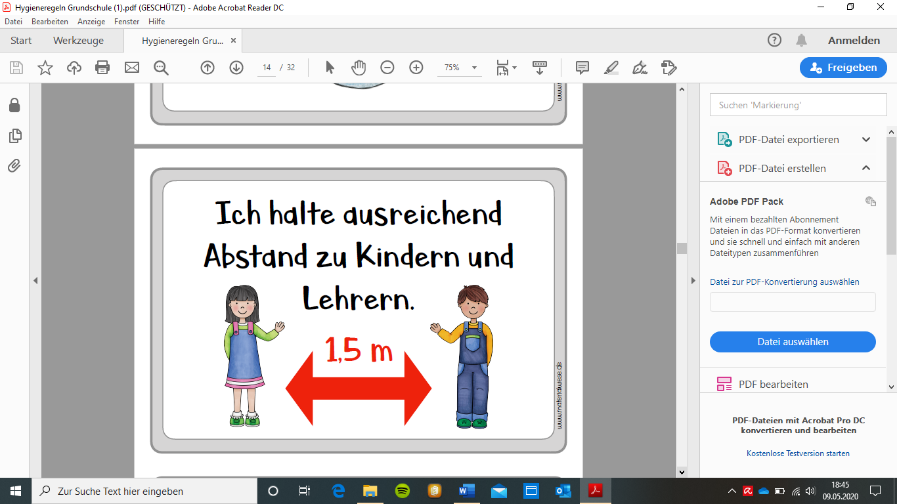 Hygieneregeln Grundschule (1).pdf (GESCHÜTZT) - Adobe Acrobat Reader DC
Datei Bearbeiten Anzeige Fenster Hilfe
Start Werkzeuge Hygieneregeln Gru... × Anmelden
14 / 32 75% Freigeben
Suchen 'Markierung'
PDF-Datei exportieren
PDF-Datei erstellen
Adobe PDF Pack
Mit einem bezahlten Abonnement
Dateien in das PDF-Format konvertieren
und sie schnell und einfach mit anderen
Dateitypen zusammenführen
Datei zur PDF-Konvertierung auswählen
Datei auswählen
PDF bearbeiten
PDF-Dateien mit Acrobat Pro DC
konvertieren und bearbeiten
Kostenlose Testversion starten
Ich halte ausreichend
Abstand zu Kindern und
Lehrern.
1,5 m
Zur Suche Text hier eingeben
18:45
09.05.2020